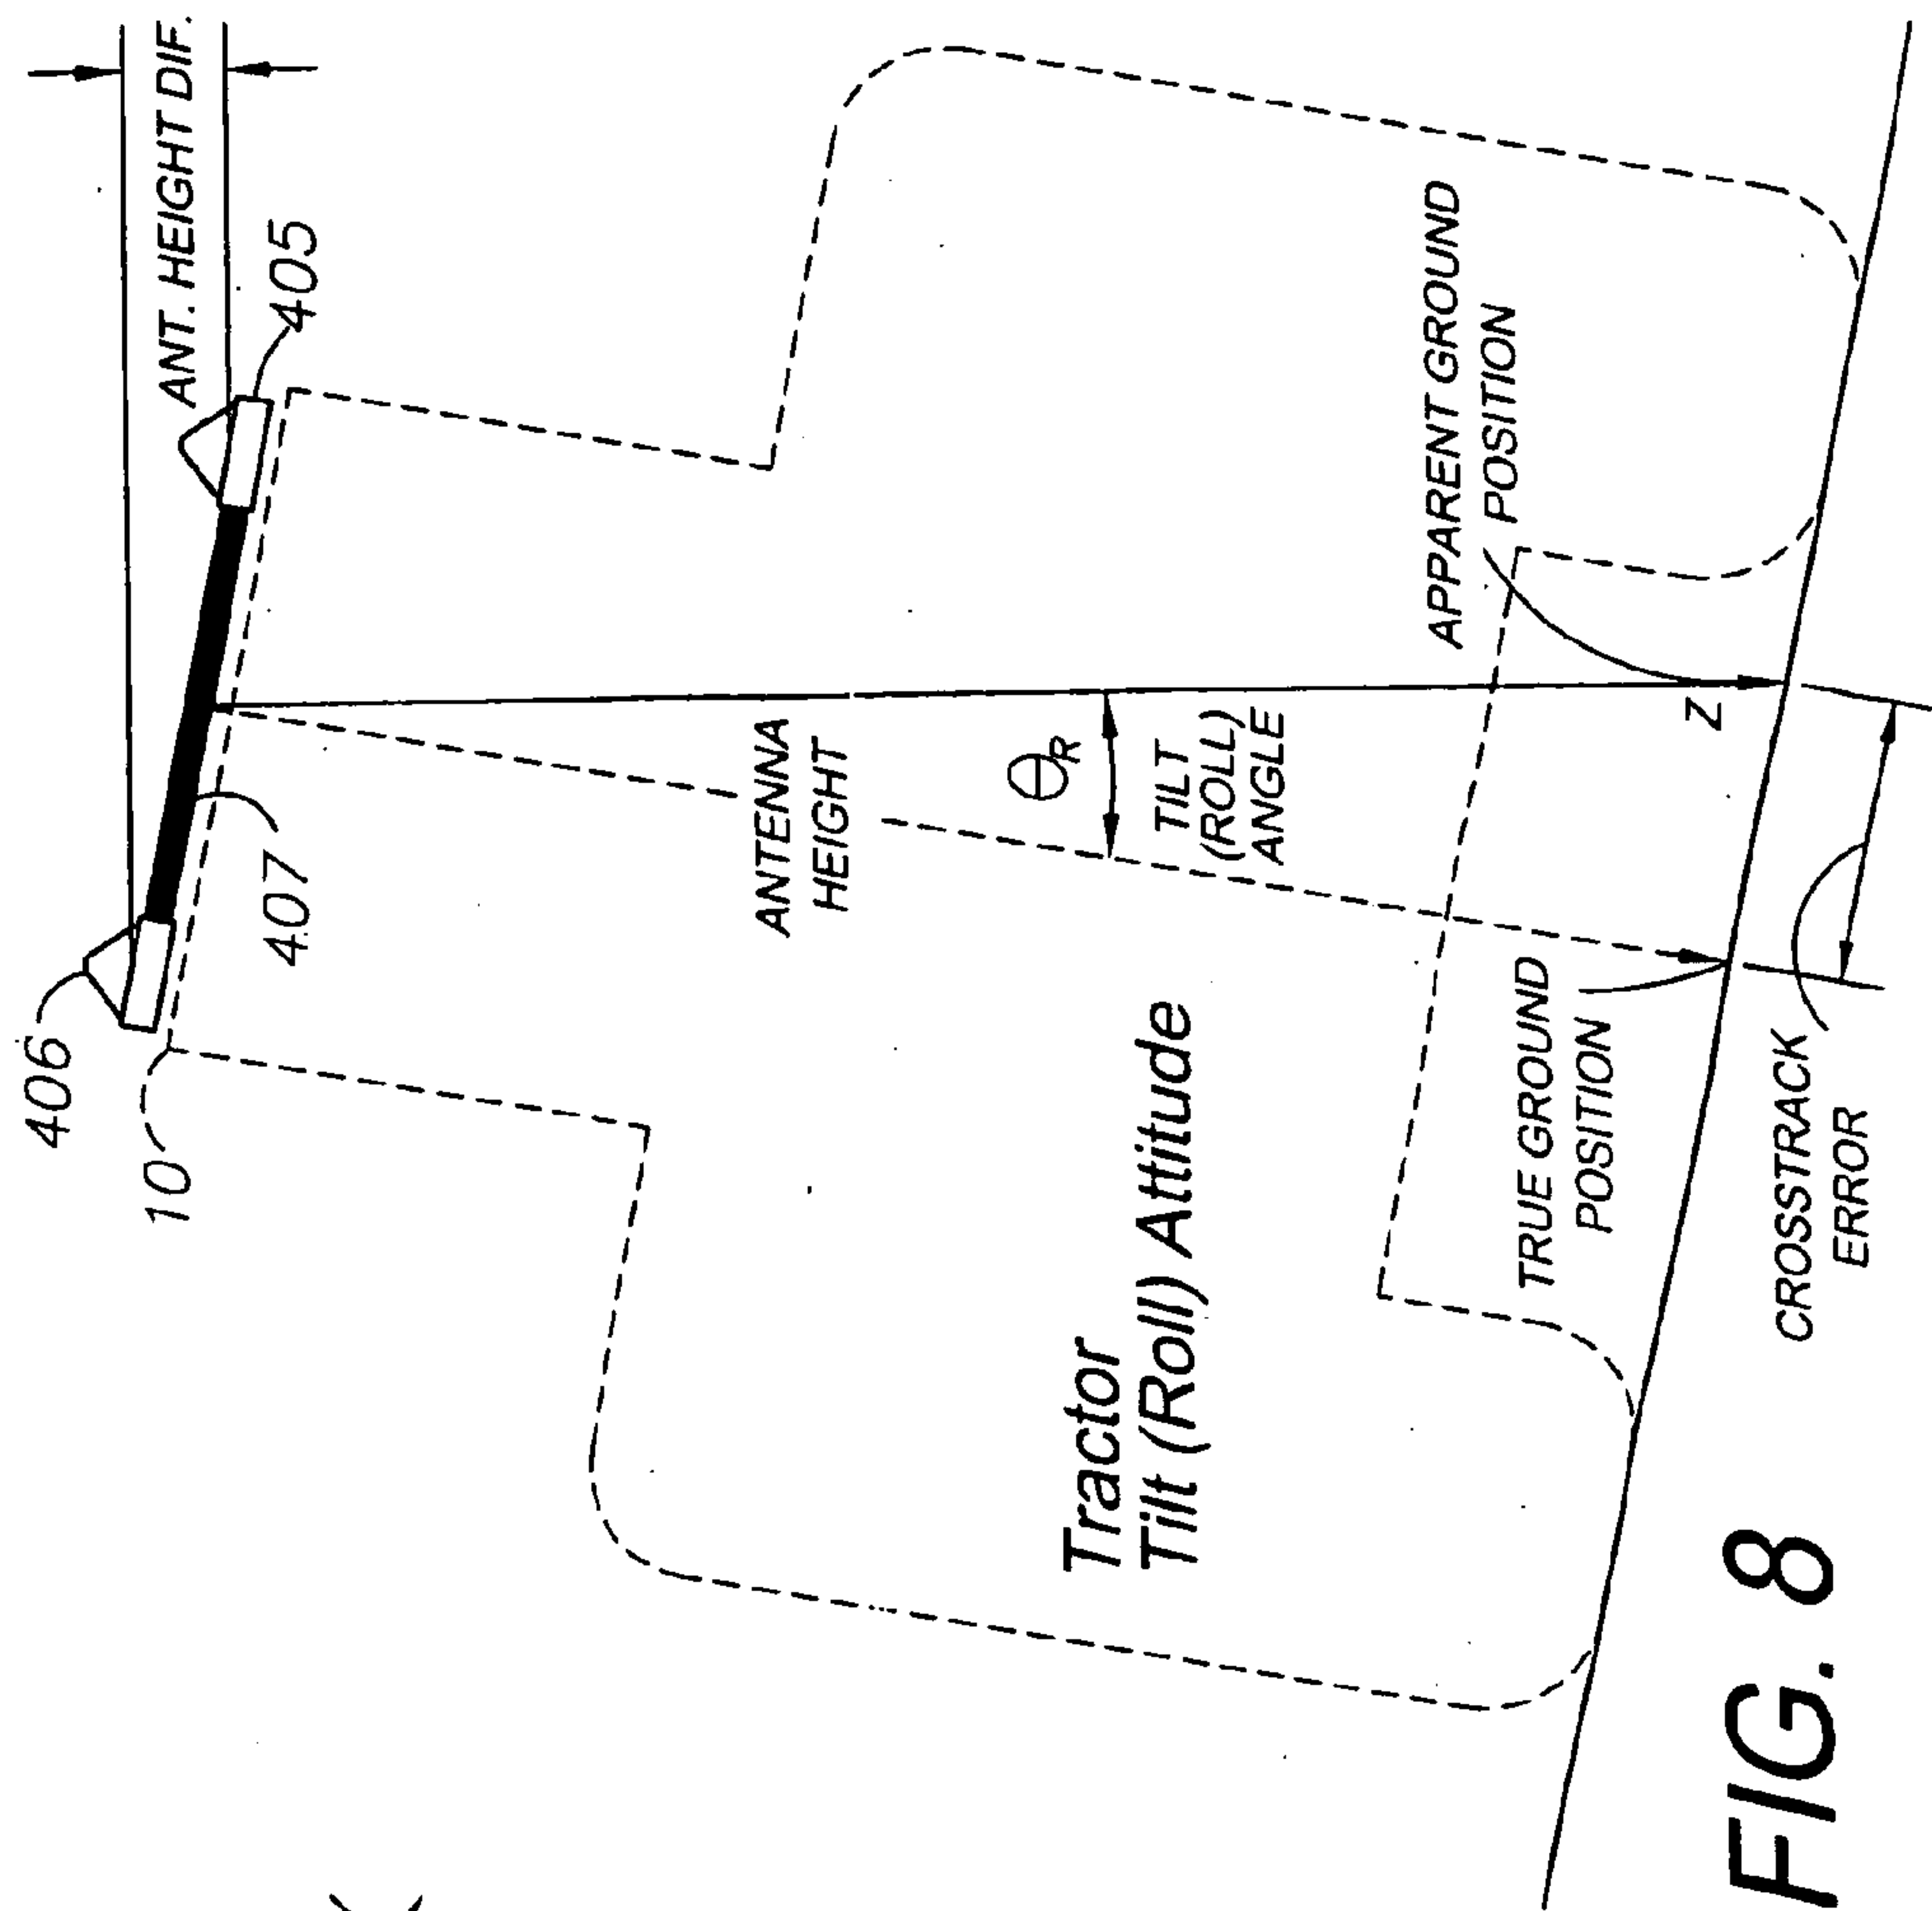 ANT. HEIGHT DIF.
406
405
10
407
ANTENNA
HEIGHT
θR
TILT
(ROLL)
ANGLE
APPARENT GROUND
POSITION
Z
Tractor
Tilt (Roll) Attitude
TRUE GROUND
POSITION
CROSSTRACK
ERROR
FIG. 8